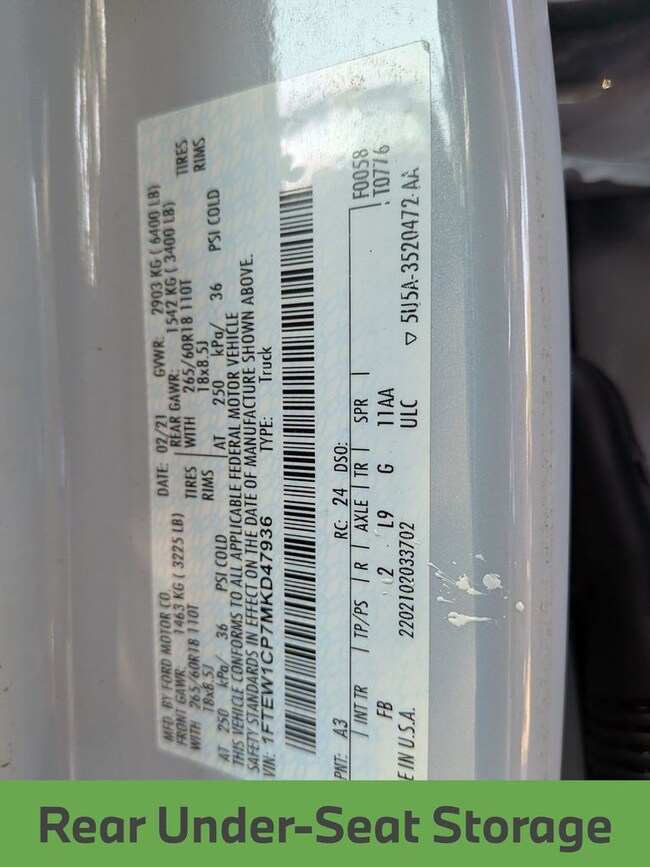 MFD. BY FORD MOTOR CO. DATE: 02/21 GVWR: 2903 KG ( 6400 LB)
FRONT GAWR: 1463 KG ( 3225 LB) REAR GAWR: 1542 KG ( 3400 LB)
WITH 265/60R18 110T TIRES WITH 265/60R18 110T TIRES
18x8.5J RIMS 18x8.5J RIMS
AT 250 kPa/ 36 PSI COLD AT 250 kPa/ 36 PSI COLD
THIS VEHICLE CONFORMS TO ALL APPLICABLE FEDERAL MOTOR VEHICLE
SAFETY STANDARDS IN EFFECT ON THE DATE OF MANUFACTURE SHOWN ABOVE.
VIN: 1FTEW1CP7MKD47936 TYPE: Truck
F0058
PNT: A3 RC: 24 DSO: T0776
INT TR TP/PS R AXLE TR SPR
FB 2 L9 G 11AA
E IN U.S.A. 2202102033702 ULC ▽ 5U5A-3520472-AA
Rear Under-Seat Storage